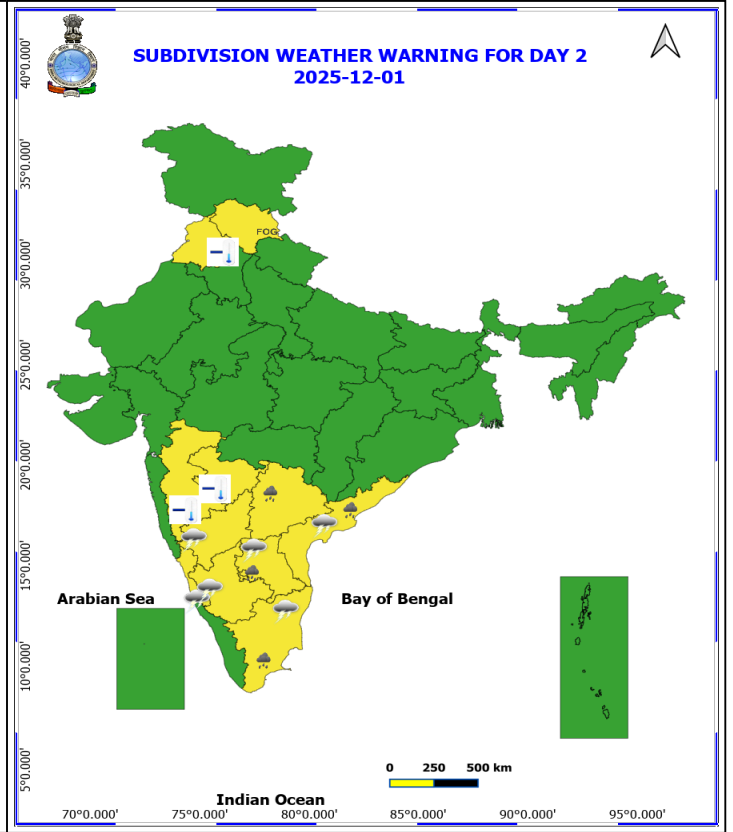 SUBDIVISION WEATHER WARNING FOR DAY 2
2025-12-01
40°0.000'
35°0.000'
30°0.000'
25°0.000'
20°0.000'
15°0.000'
10°0.000'
5°0.000'
FOG
Arabian Sea
Bay of Bengal
0 250 500 km
Indian Ocean
70°0.000' 75°0.000' 80°0.000' 85°0.000' 90°0.000' 95°0.000'